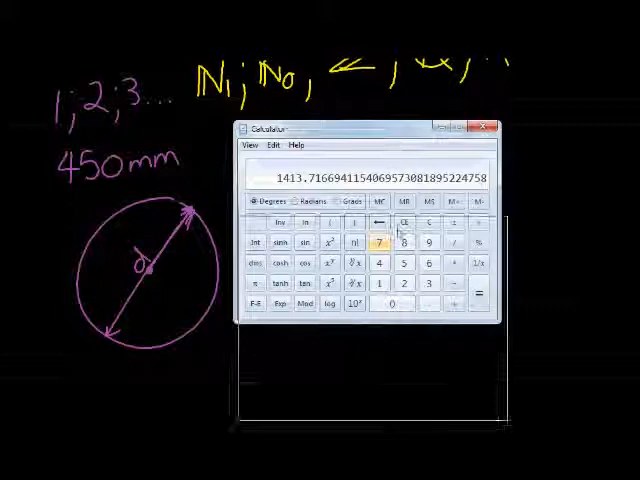 1;2;3...
N₁; N₀,
450mm
d
Calculator
View Edit Help
1413.7166941154069573081895224758
Degrees Radians Grads MC MR MS M+ M-
Inv ln ( ) ← CE C ±
Int sinh sin x² n! 7 8 9 / %
dms cosh cos xʸ ʸ√x 4 5 6 * 1/x
π tanh tan x³ ³√x 1 2 3 - =
F-E Exp Mod log 10ˣ 0 . +